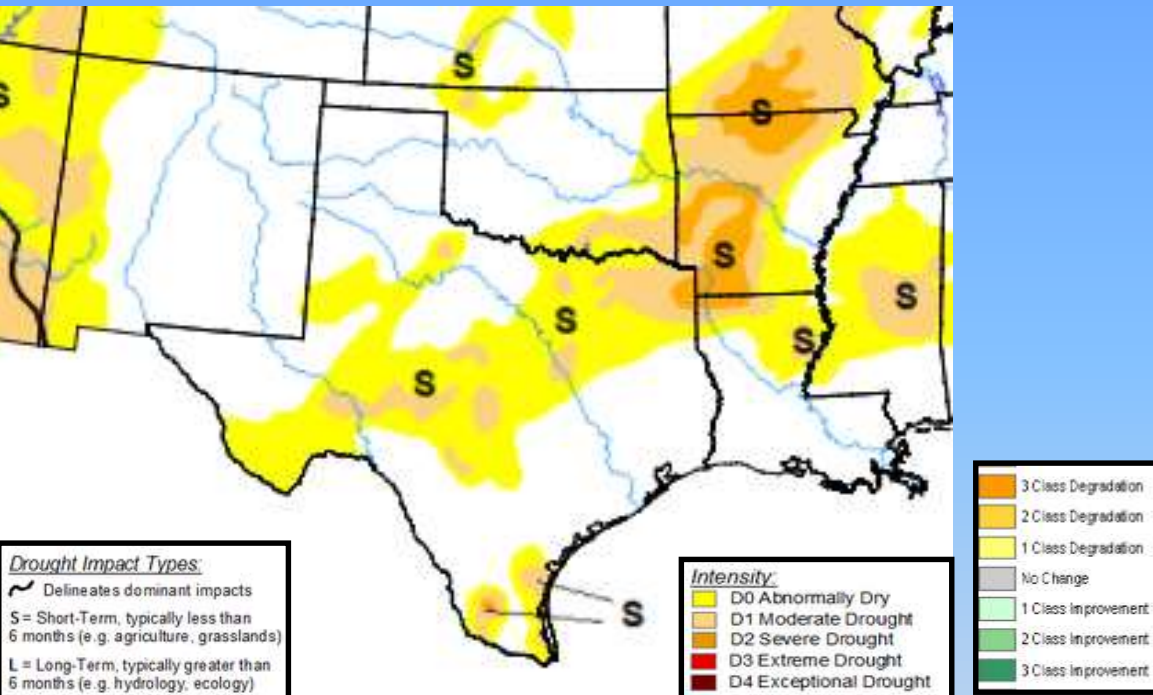 S
S
S
S
S
S
S
S
S
S
Drought Impact Types:
Delineates dominant impacts
S = Short-Term, typically less than
6 months (e.g. agriculture, grasslands)
L = Long-Term, typically greater than
6 months (e.g. hydrology, ecology)
Intensity:
D0 Abnormally Dry
D1 Moderate Drought
D2 Severe Drought
D3 Extreme Drought
D4 Exceptional Drought
3 Class Degradation
2 Class Degradation
1 Class Degradation
No Change
1 Class Improvement
2 Class Improvement
3 Class Improvement